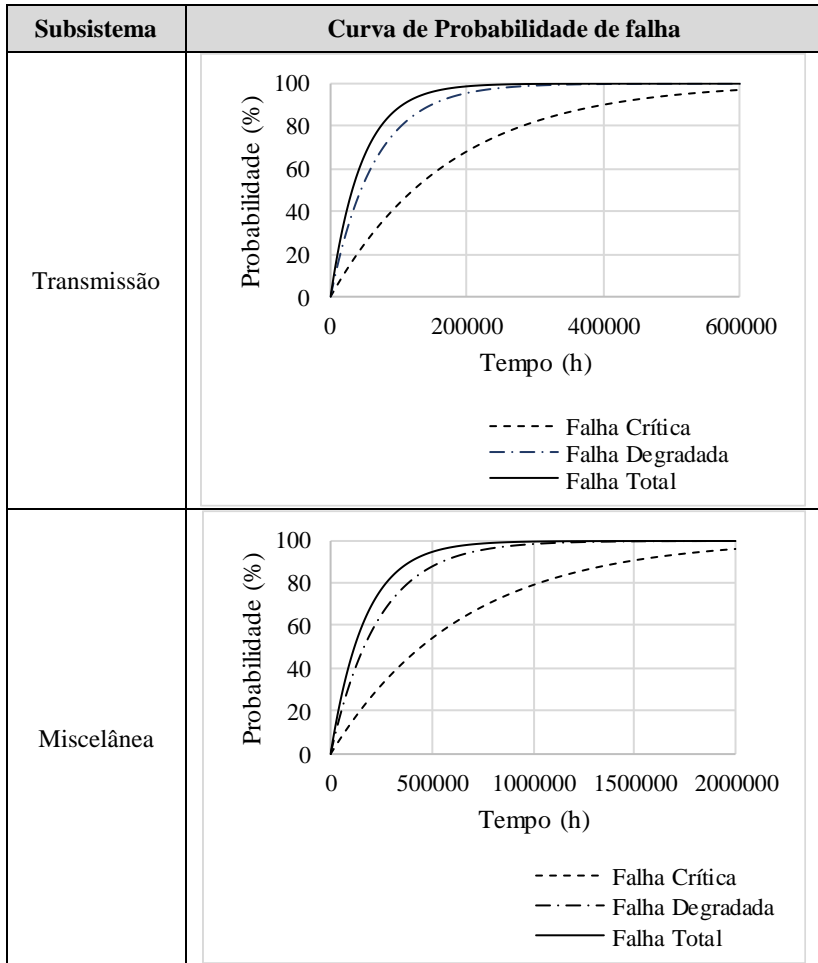 Subsistema
Curva de Probabilidade de falha
Transmissão
Probabilidade (%)
100
80
60
40
20
0
0 200000 400000 600000
Tempo (h)
Falha Crítica
Falha Degradada
Falha Total
Miscelânea
Probabilidade (%)
100
80
60
40
20
0
0 500000 1000000 1500000 2000000
Tempo (h)
Falha Crítica
Falha Degradada
Falha Total